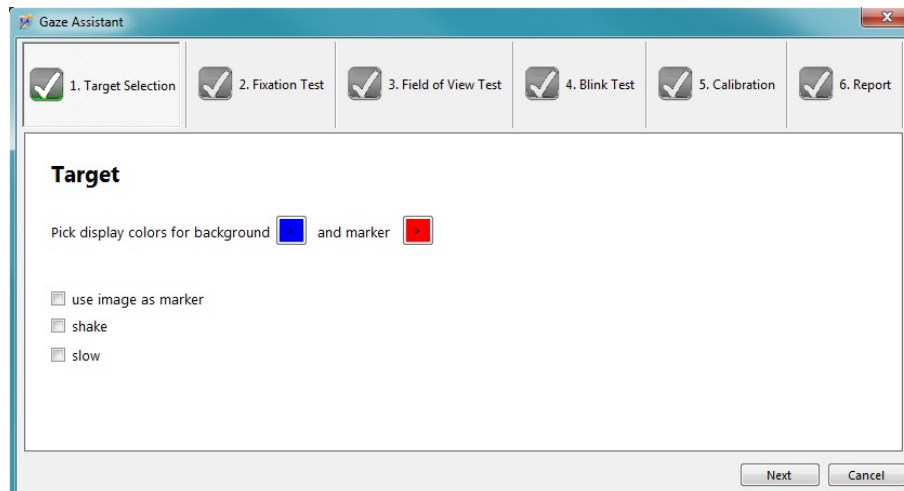 Gaze Assistant
1. Target Selection
2. Fixation Test
3. Field of View Test
4. Blink Test
5. Calibration
6. Report
Target
Pick display colors for background > and marker >
use image as marker
shake
slow
Next
Cancel